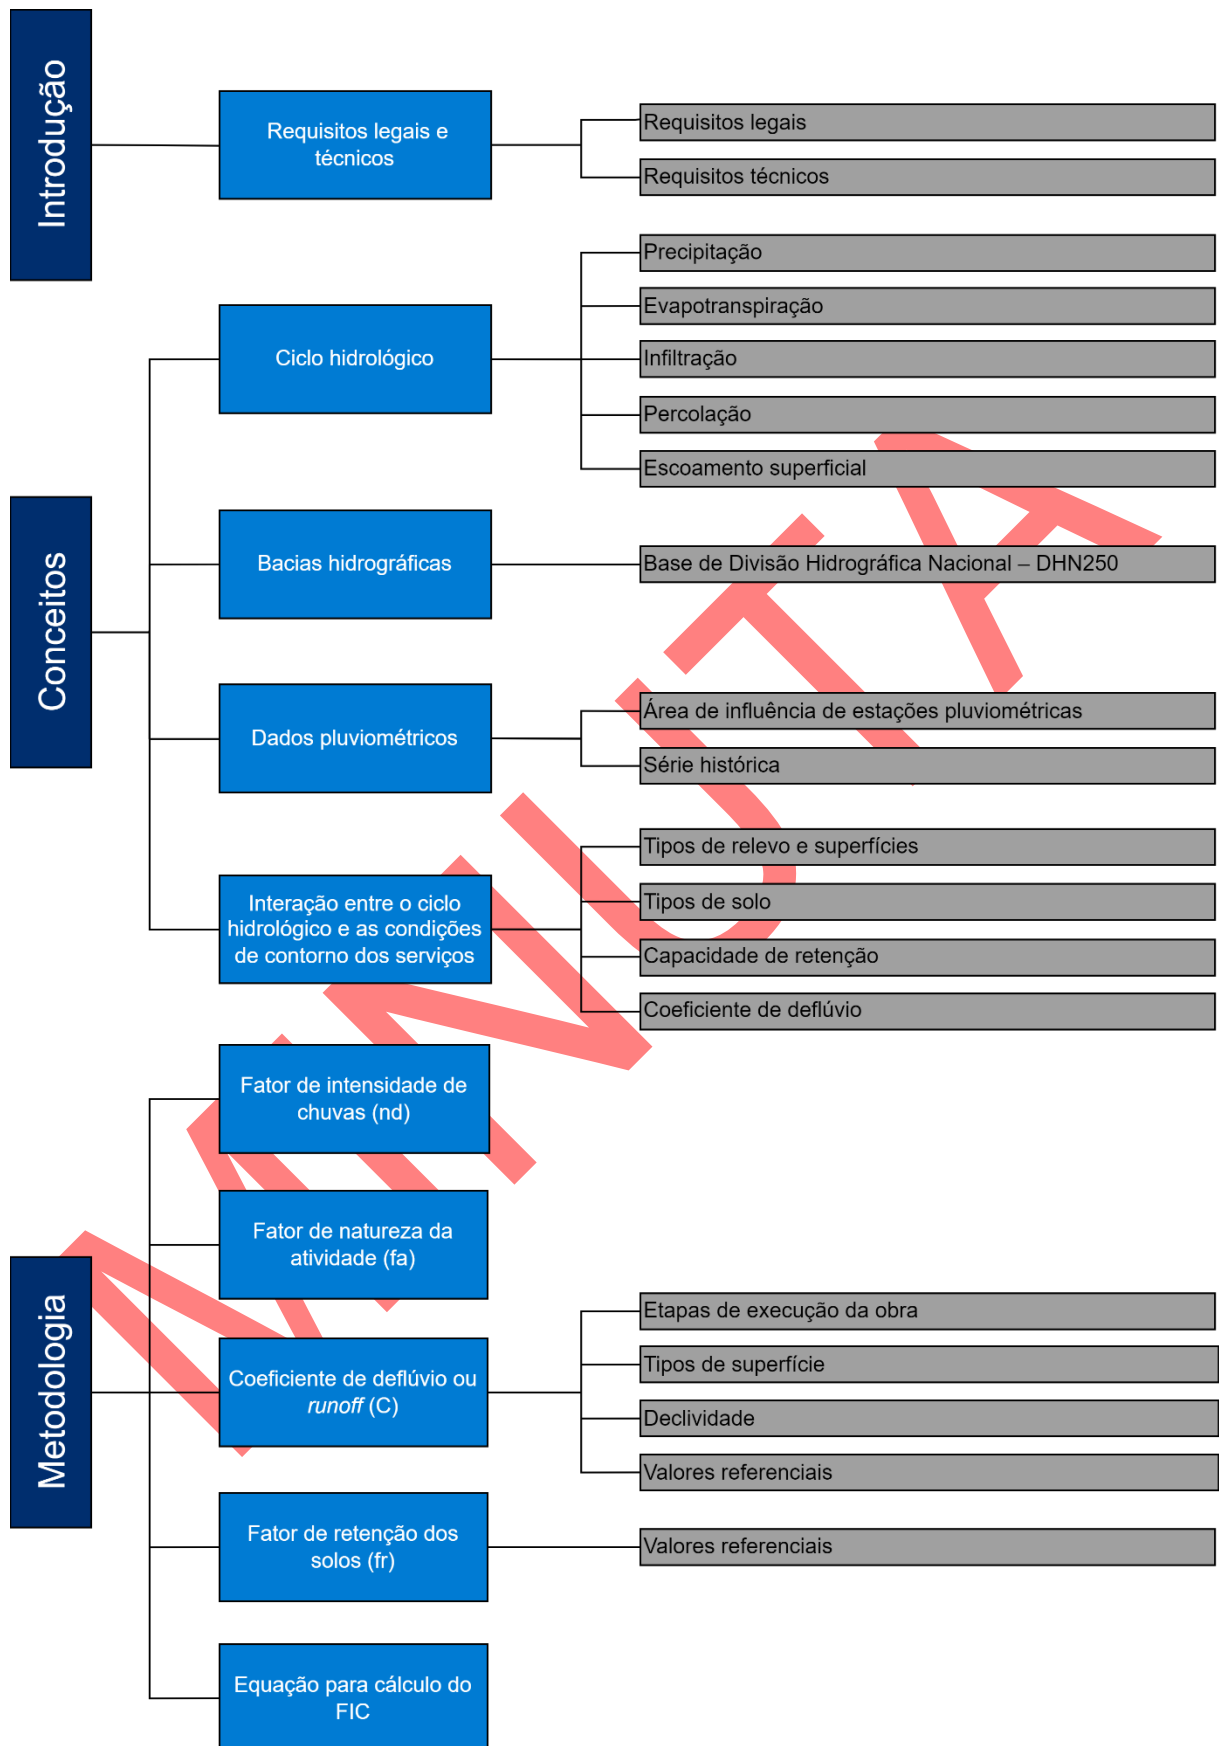 Introdução
Requisitos legais e
técnicos
Requisitos legais
Requisitos técnicos
Conceitos
Ciclo hidrológico
Precipitação
Evapotranspiração
Infiltração
Percolação
Escoamento superficial
Bacias hidrográficas
Base de Divisão Hidrográfica Nacional – DHN250
Dados pluviométricos
Área de influência de estações pluviométricas
Série histórica
Interação entre o ciclo
hidrológico e as condições
de contorno dos serviços
Tipos de relevo e superfícies
Tipos de solo
Capacidade de retenção
Coeficiente de deflúvio
Metodologia
Fator de intensidade de
chuvas (nd)
Fator de natureza da
atividade (fa)
Coeficiente de deflúvio ou
runoff (C)
Etapas de execução da obra
Tipos de superfície
Declividade
Valores referenciais
Fator de retenção dos
solos (fr)
Valores referenciais
Equação para cálculo do
FIC
MINUTA